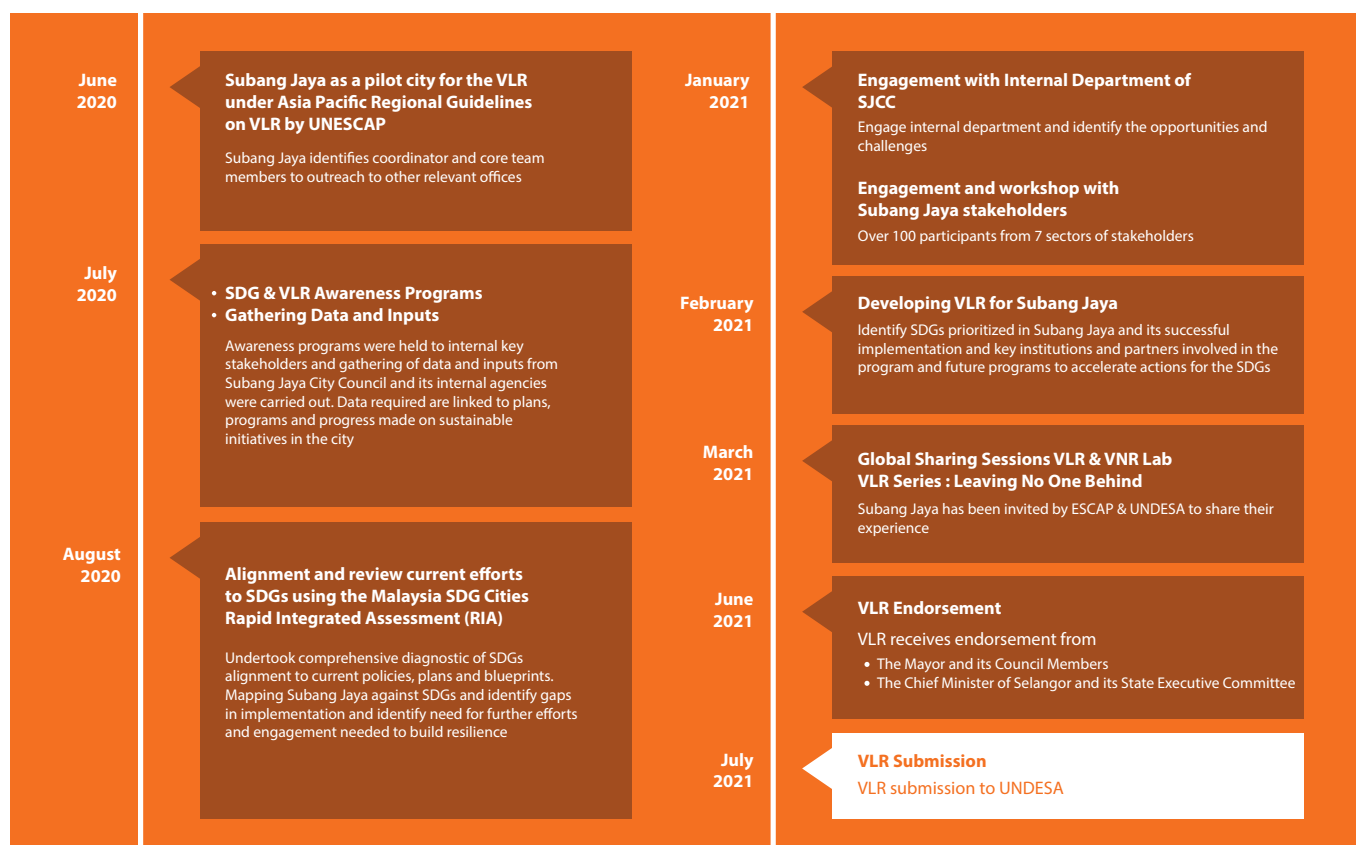 June
2020
Subang Jaya as a pilot city for the VLR
under Asia Pacific Regional Guidelines
on VLR by UNESCAP
Subang Jaya identifies coordinator and core team
members to outreach to other relevant offices
July
2020
• SDG & VLR Awareness Programs
• Gathering Data and Inputs
Awareness programs were held to internal key
stakeholders and gathering of data and inputs from
Subang Jaya City Council and its internal agencies
were carried out. Data required are linked to plans,
programs and progress made on sustainable
initiatives in the city
August
2020
Alignment and review current efforts
to SDGs using the Malaysia SDG Cities
Rapid Integrated Assessment (RIA)
Undertook comprehensive diagnostic of SDGs
alignment to current policies, plans and blueprints.
Mapping Subang Jaya against SDGs and identify gaps
in implementation and identify need for further efforts
and engagement needed to build resilience
January
2021
Engagement with Internal Department of
SJCC
Engage internal department and identify the opportunities and
challenges
Engagement and workshop with
Subang Jaya stakeholders
Over 100 participants from 7 sectors of stakeholders
February
2021
Developing VLR for Subang Jaya
Identify SDGs prioritized in Subang Jaya and its successful
implementation and key institutions and partners involved in the
program and future programs to accelerate actions for the SDGs
March
2021
Global Sharing Sessions VLR & VNR Lab
VLR Series : Leaving No One Behind
Subang Jaya has been invited by ESCAP & UNDESA to share their
experience
June
2021
VLR Endorsement
VLR receives endorsement from
• The Mayor and its Council Members
• The Chief Minister of Selangor and its State Executive Committee
July
2021
VLR Submission
VLR submission to UNDESA